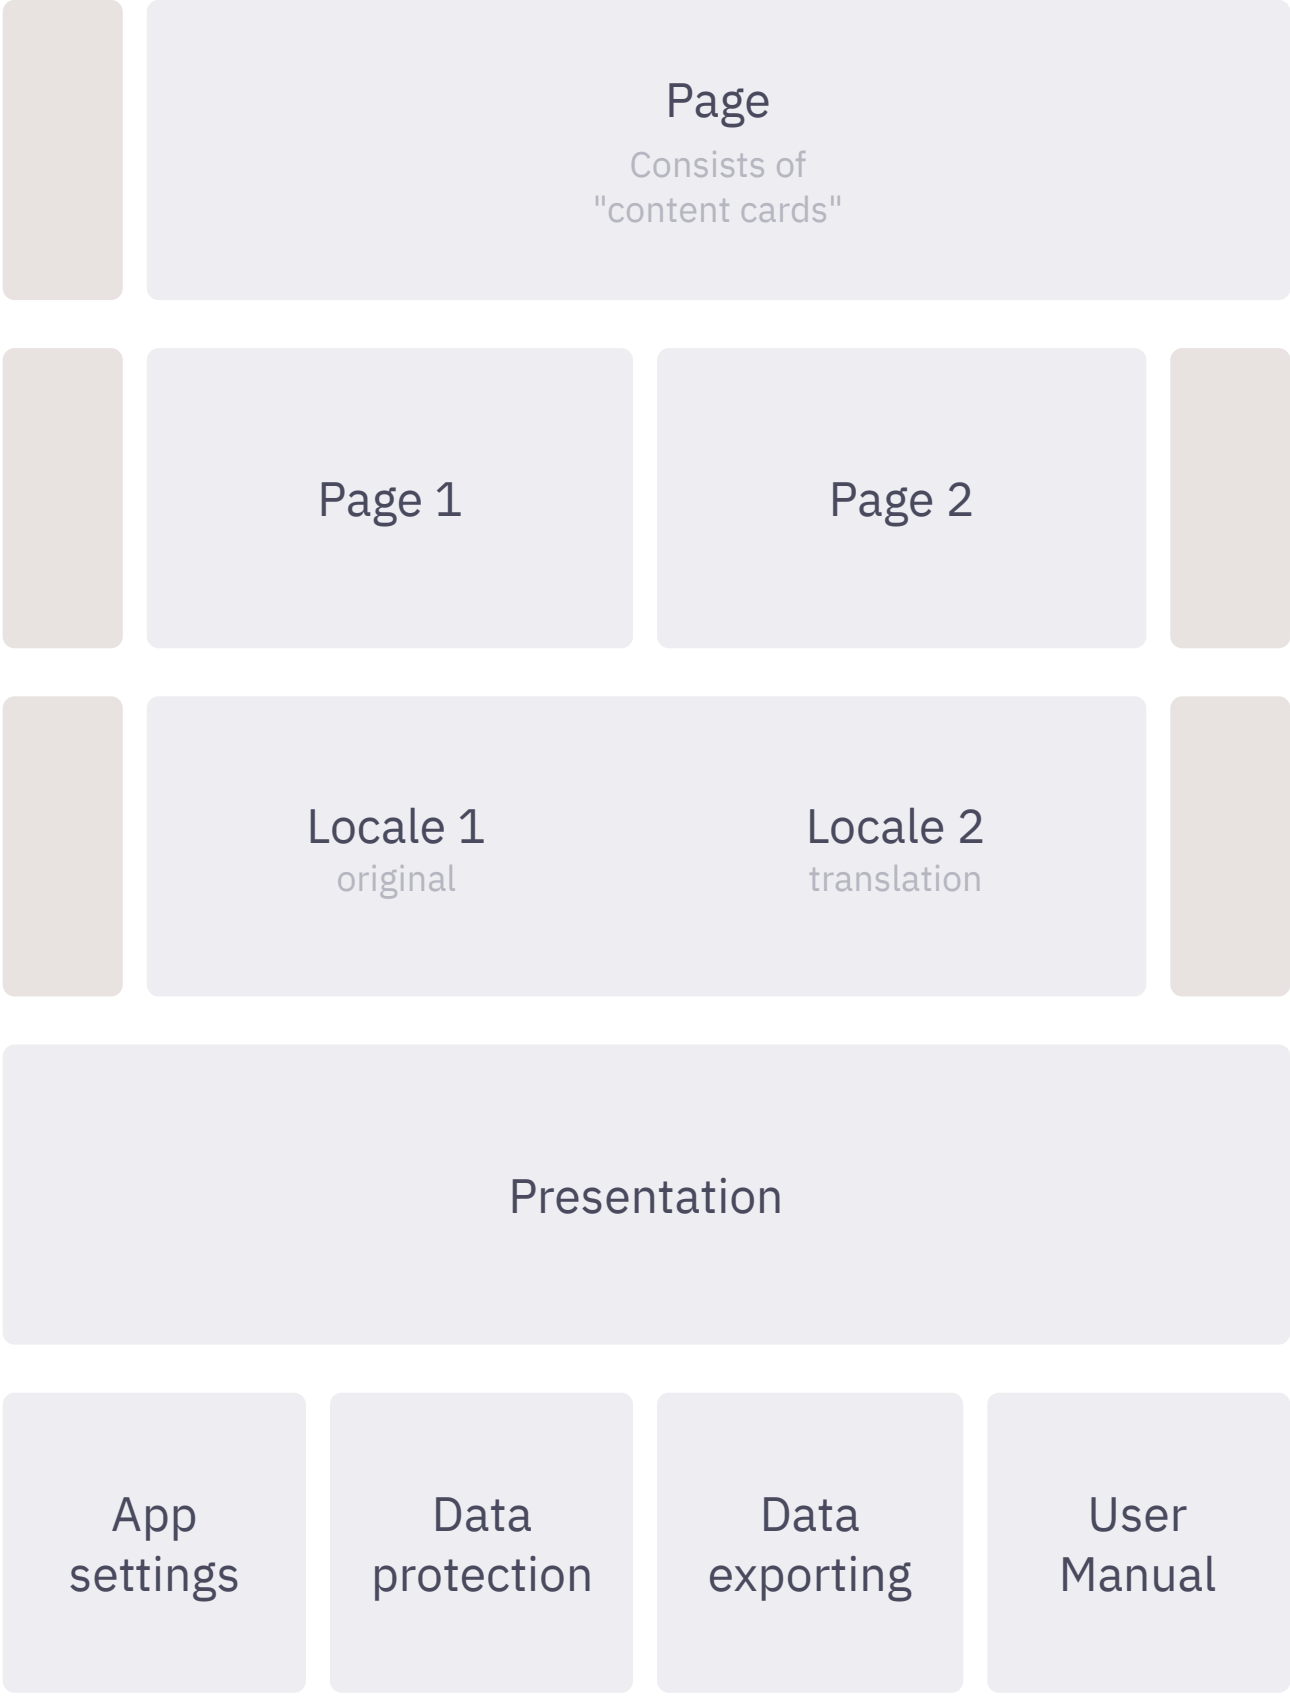 Page
Consists of
"content cards"
Page 1
Page 2
Locale 1
original
Locale 2
translation
Presentation
App
settings
Data
protection
Data
exporting
User
Manual